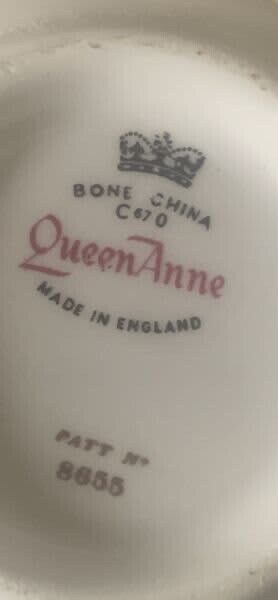 BONE CHINA
C670
Queen Anne
MADE IN ENGLAND
PATT No
8655